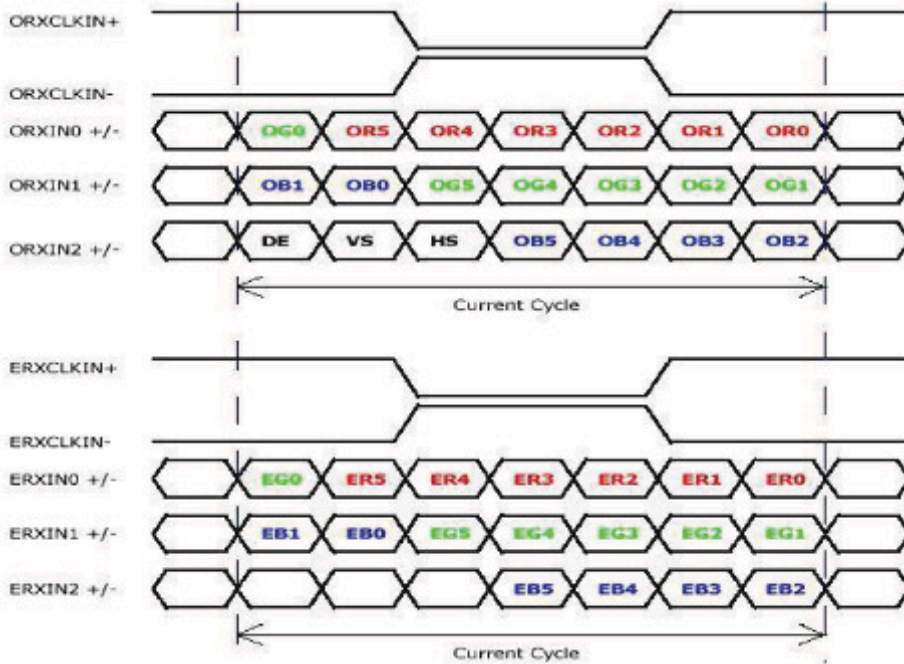 ORXCLKIN+
ORXCLKIN-
ORXIN0 +/- OG0 OR5 OR4 OR3 OR2 OR1 OR0
ORXIN1 +/- OB1 OB0 OG5 OG4 OG3 OG2 OG1
ORXIN2 +/- DE VS HS OB5 OB4 OB3 OB2
Current Cycle
ERXCLKIN+
ERXCLKIN-
ERXIN0 +/- EG0 ER5 ER4 ER3 ER2 ER1 ER0
ERXIN1 +/- EB1 EB0 EG5 EG4 EG3 EG2 EG1
ERXIN2 +/- EB5 EB4 EB3 EB2
Current Cycle